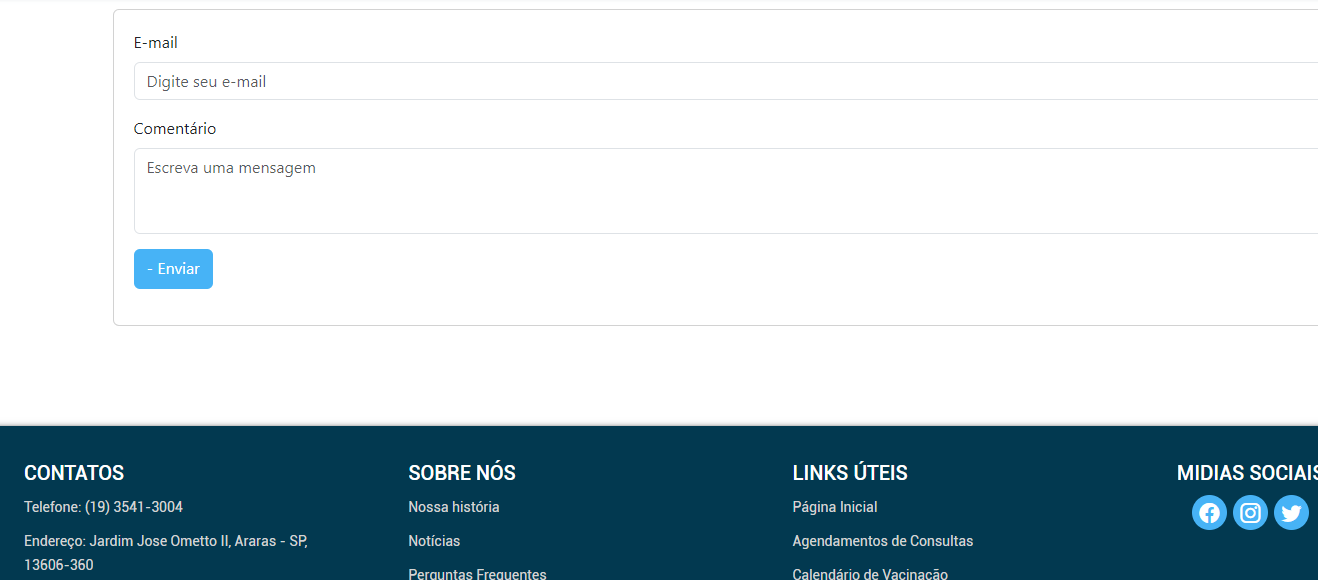 E-mail
Digite seu e-mail
Comentário
Escreva uma mensagem
- Enviar
CONTATOS
Telefone: (19) 3541-3004
Endereço: Jardim Jose Ometto II, Araras - SP,
13606-360
SOBRE NÓS
Nossa história
Notícias
Perguntas Frequentes
LINKS ÚTEIS
Página Inicial
Agendamentos de Consultas
Calendário de Vacinação
MIDIAS SOCIAIS